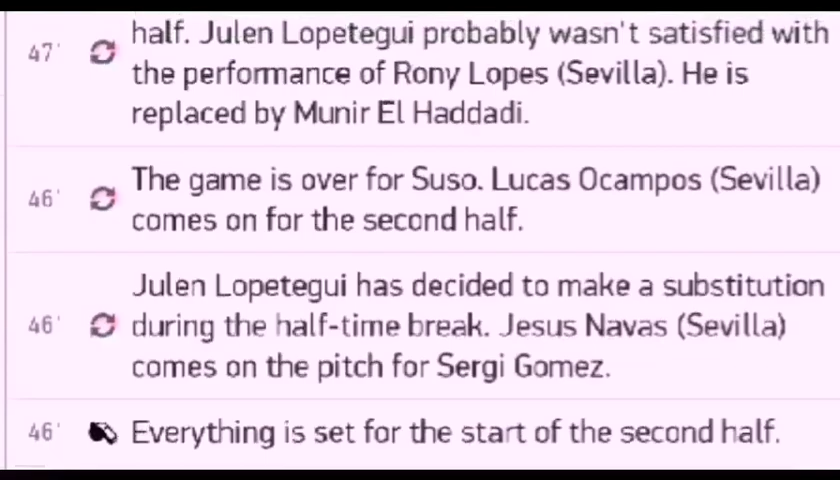 half. Julen Lopetegui probably wasn't satisfied with
47' the performance of Rony Lopes (Sevilla). He is
replaced by Munir El Haddadi.
The game is over for Suso. Lucas Ocampos (Sevilla)
46' comes on for the second half.
Julen Lopetegui has decided to make a substitution
46' during the half-time break. Jesus Navas (Sevilla)
comes on the pitch for Sergi Gomez.
46' Everything is set for the start of the second half.